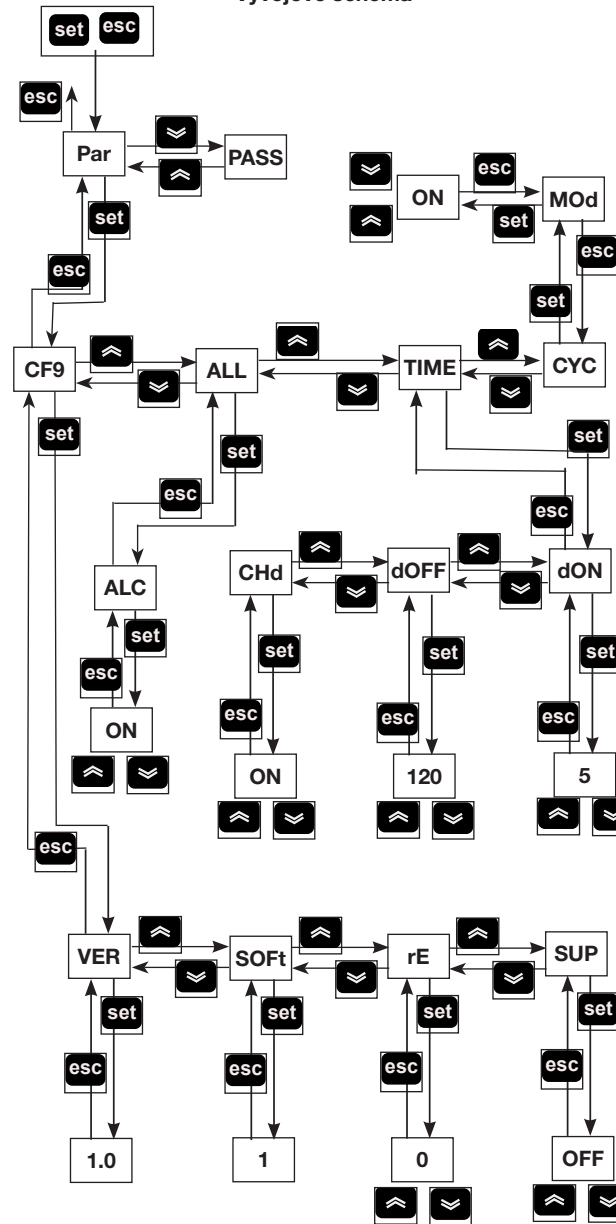 Vývojové schéma
set esc
esc
Par PASS
set
esc
esc
ON MOd
set
esc
set
CF9 ALL TIME CYC
set
set
set
esc
esc
ALC CHd dOFF dON
set set set set
esc esc esc esc
ON ON 120 5
esc
VER SOFt rE SUP
set set set set
esc esc esc esc
1.0 1 0 OFF